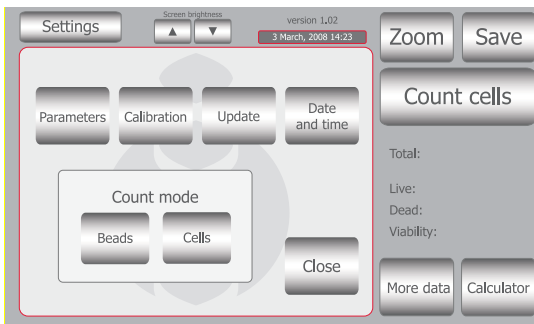 Settings
Screen brightness
version 1.02
3 March, 2008 14:23
Zoom
Save
Count cells
Parameters
Calibration
Update
Date
and time
Total:
Live:
Dead:
Viability:
Count mode
Beads
Cells
Close
More data
Calculator